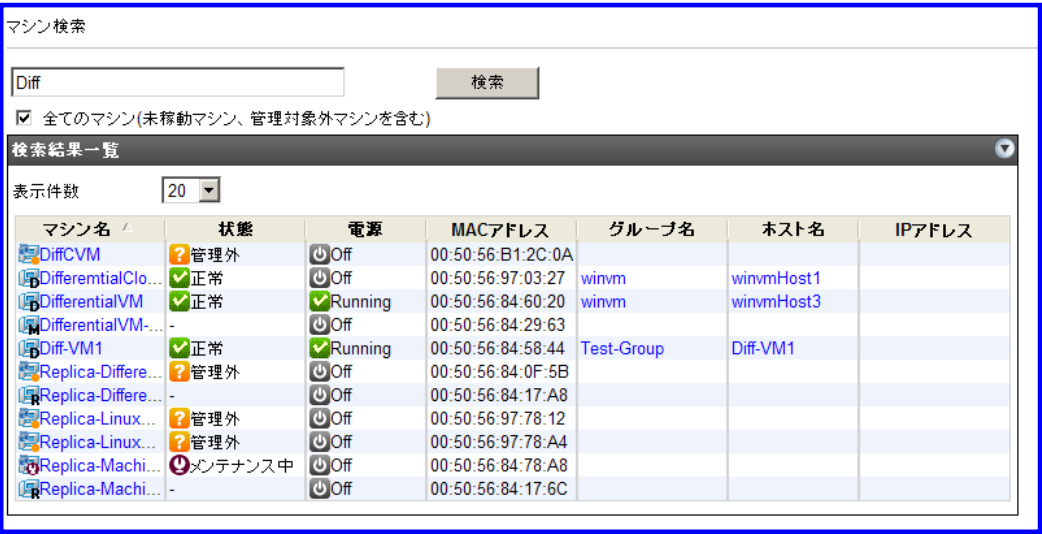 マシン検索
Diff 検索
全てのマシン(未稼動マシン、管理対象外マシンを含む)
検索結果一覧
表示件数 20
マシン名 状態 電源 MACアドレス グループ名 ホスト名 IPアドレス
DiffCVM 管理外 Off 00:50:56:B1:2C:0A
DifferemtialClo... 正常 Off 00:50:56:97:03:27 winvm winvmHost1
DifferentialVM 正常 Running 00:50:56:84:60:20 winvm winvmHost3
DifferentialVM-... - Off 00:50:56:84:29:63
Diff-VM1 正常 Running 00:50:56:84:58:44 Test-Group Diff-VM1
Replica-Differe... 管理外 Off 00:50:56:84:0F:5B
Replica-Differe... - Off 00:50:56:84:17:A8
Replica-Linux... 管理外 Off 00:50:56:97:78:12
Replica-Linux... 管理外 Off 00:50:56:97:78:A4
Replica-Machi... メンテナンス中 Off 00:50:56:84:78:A8
Replica-Machi... - Off 00:50:56:84:17:6C